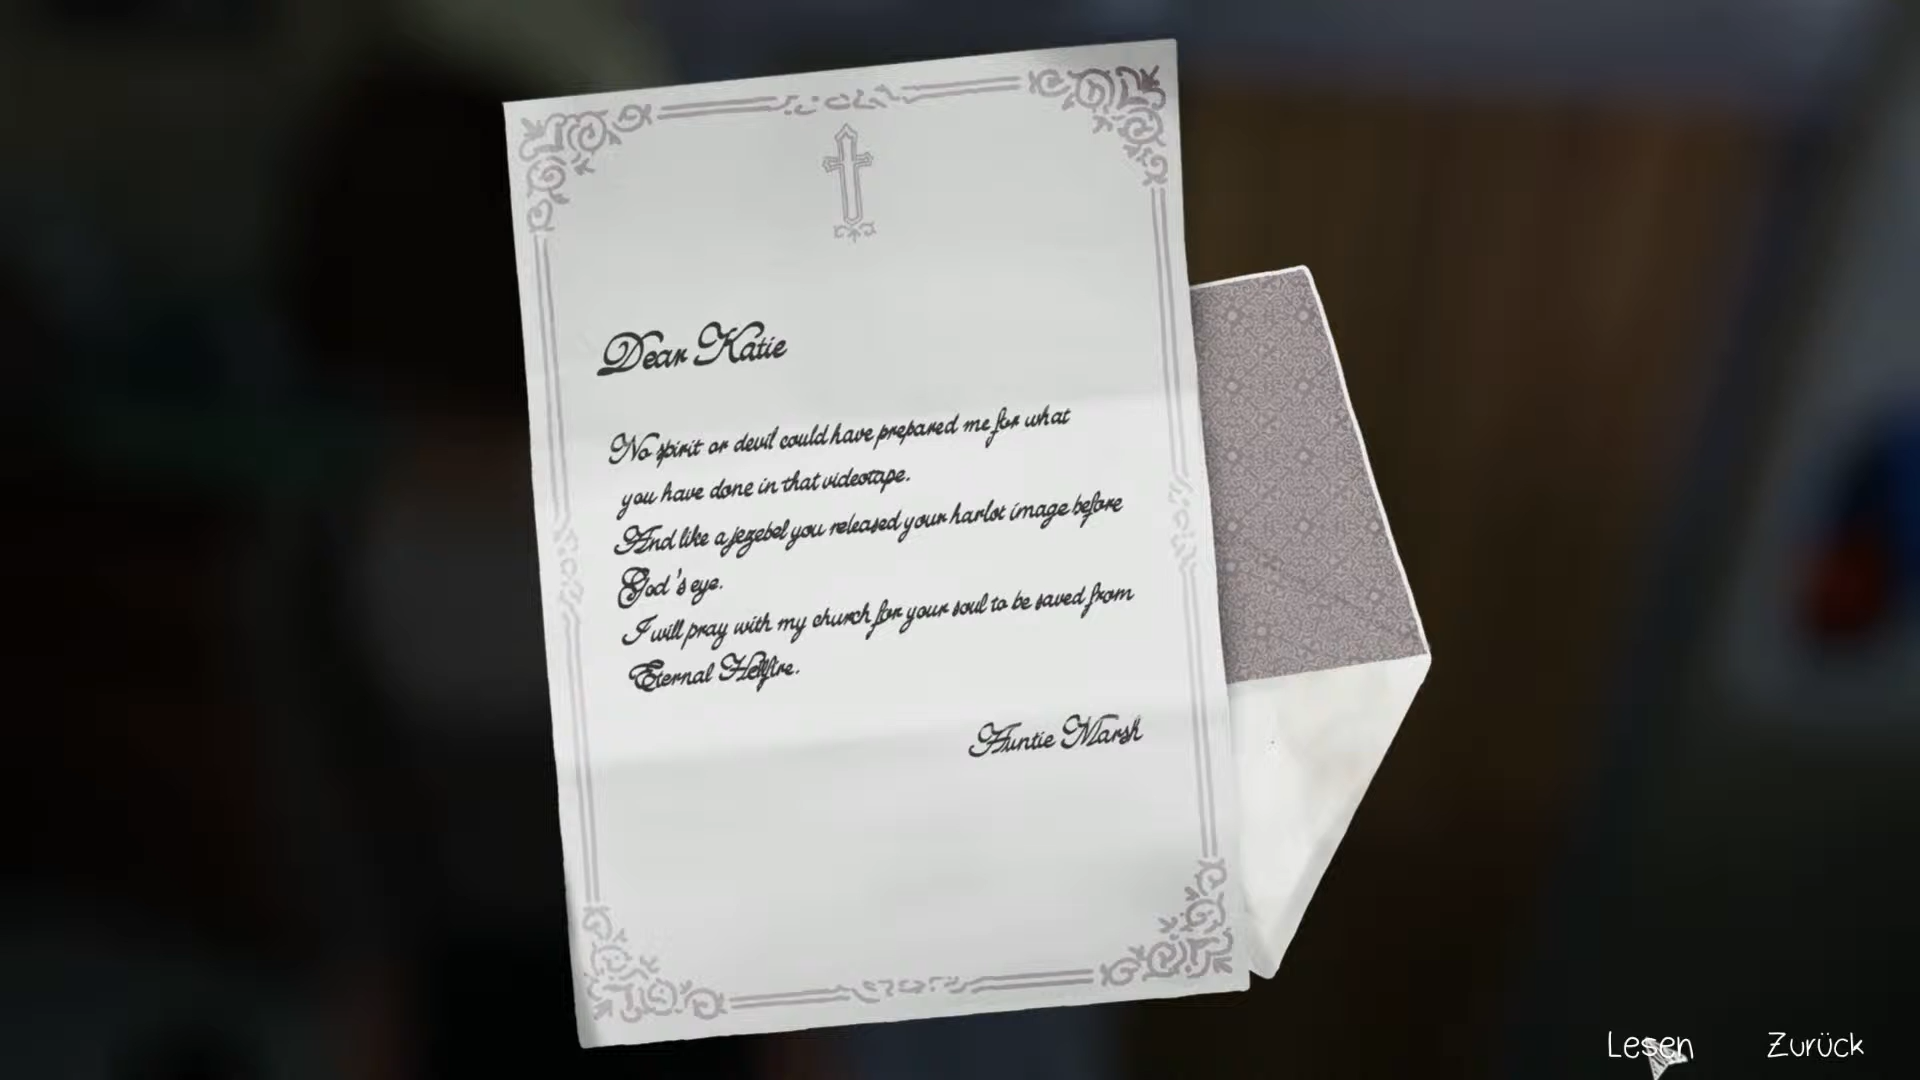 Dear Katie
No spirit or devil could have prepared me for what
you have done in that videotape.
And like a jezebel you released your harlot image before
God's eye.
I will pray with my church for your soul to be saved from
Eternal Hellfire.
Auntie Marsh
Lesen Zurück